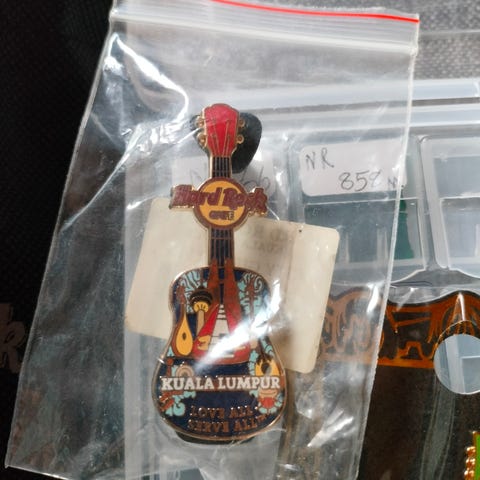 NR
858
Hard Rock
CAFE
KUALA LUMPUR
LOVE ALL
SERVE ALL